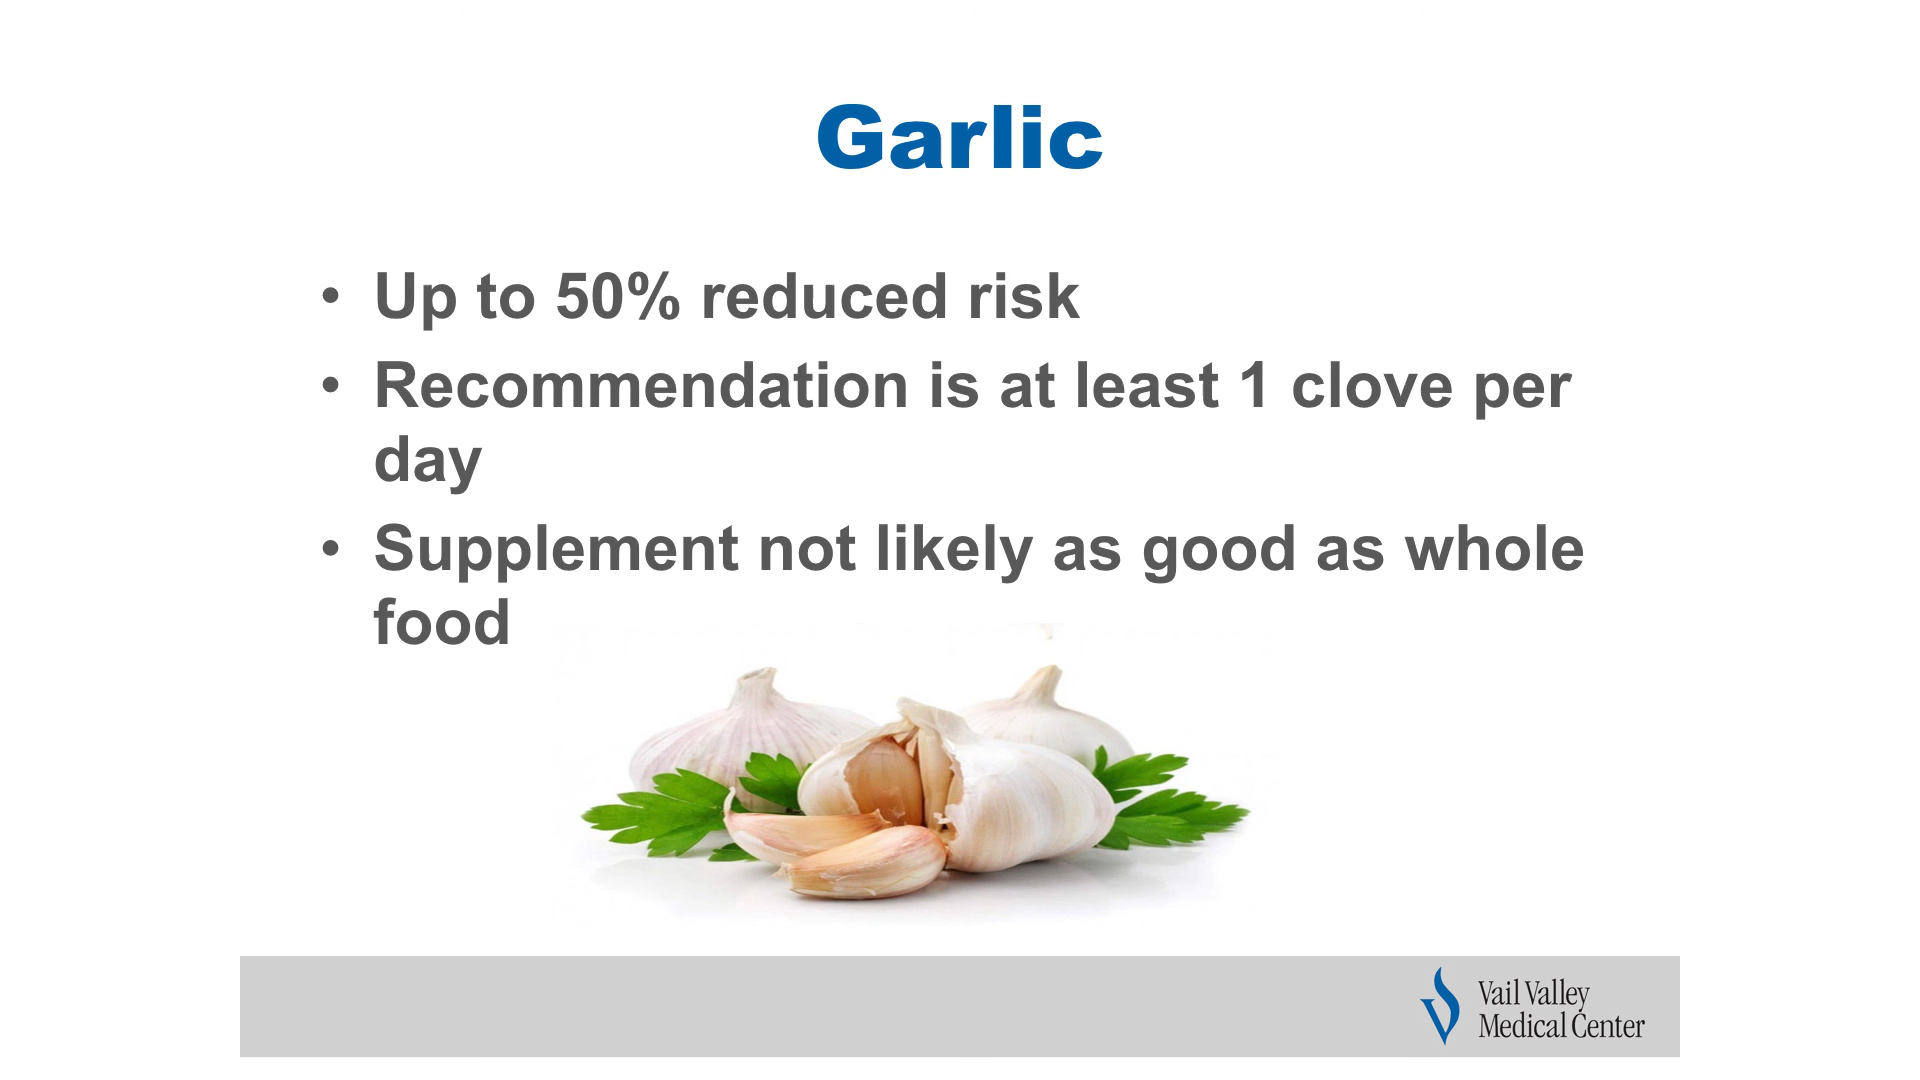 Garlic
• Up to 50% reduced risk
• Recommendation is at least 1 clove per
day
• Supplement not likely as good as whole
food
Vail Valley
Medical Center